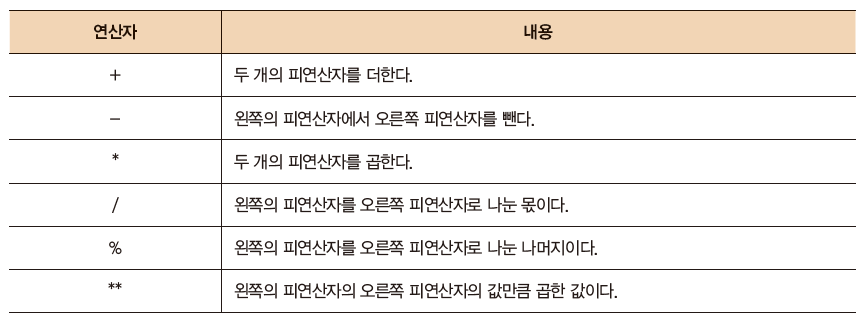 연산자 내용
+ 두 개의 피연산자를 더한다.
– 왼쪽의 피연산자에서 오른쪽 피연산자를 뺀다.
* 두 개의 피연산자를 곱한다.
/ 왼쪽의 피연산자를 오른쪽 피연산자로 나눈 몫이다.
% 왼쪽의 피연산자를 오른쪽 피연산자로 나눈 나머지이다.
** 왼쪽의 피연산자의 오른쪽 피연산자의 값만큼 곱한 값이다.